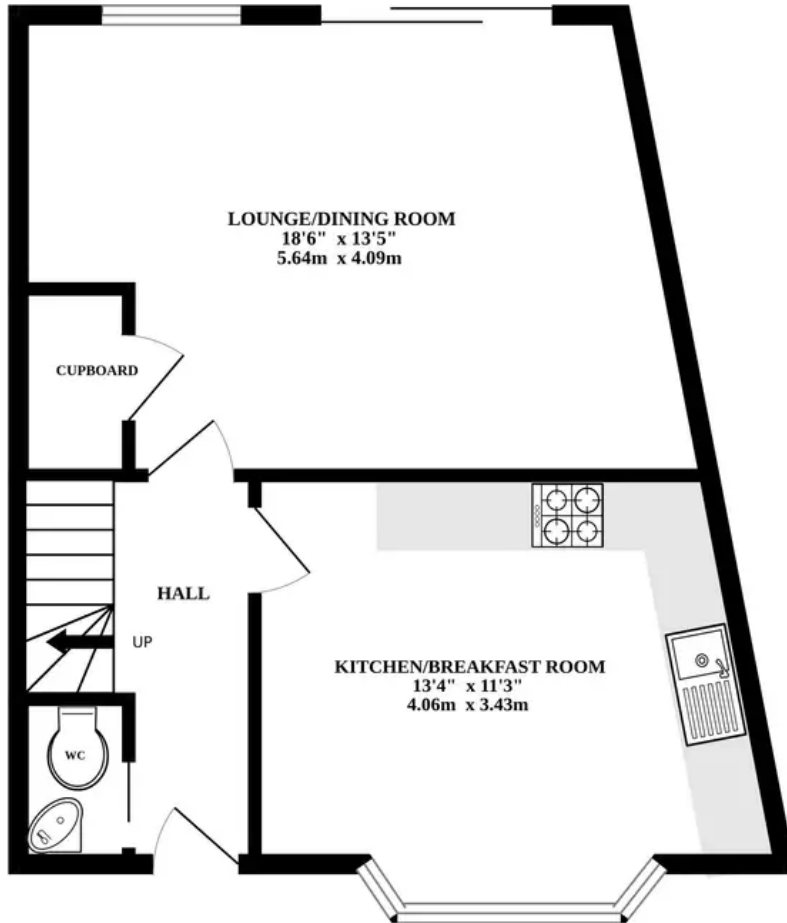 LOUNGE/DINING ROOM
18'6" x 13'5"
5.64m x 4.09m
CUPBOARD
HALL
UP
KITCHEN/BREAKFAST ROOM
13'4" x 11'3"
4.06m x 3.43m
WC